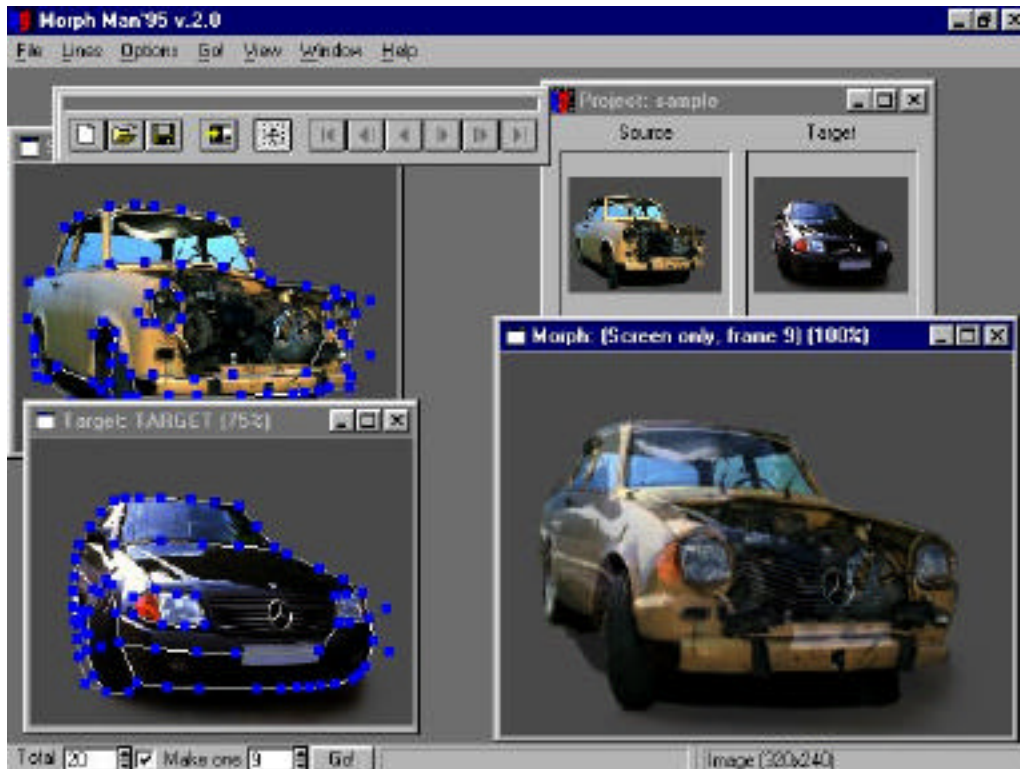 Morph Man'95 v.2.0
File Lines Options Go! View Window Help
Project: sample
Source Target
Morph: (Screen only, frame 9) (100%)
Target: TARGET (75%)
Total 20 Make one 9 Go! Image (320x240)